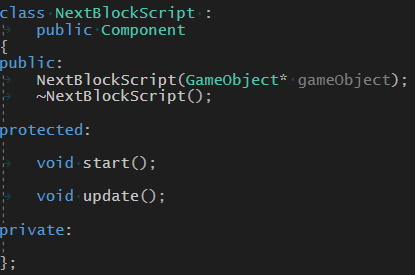 class NextBlockScript :
    public Component
{
public:
    NextBlockScript(GameObject* gameObject);
    ~NextBlockScript();
protected:
    void start();
    void update();
private:
};